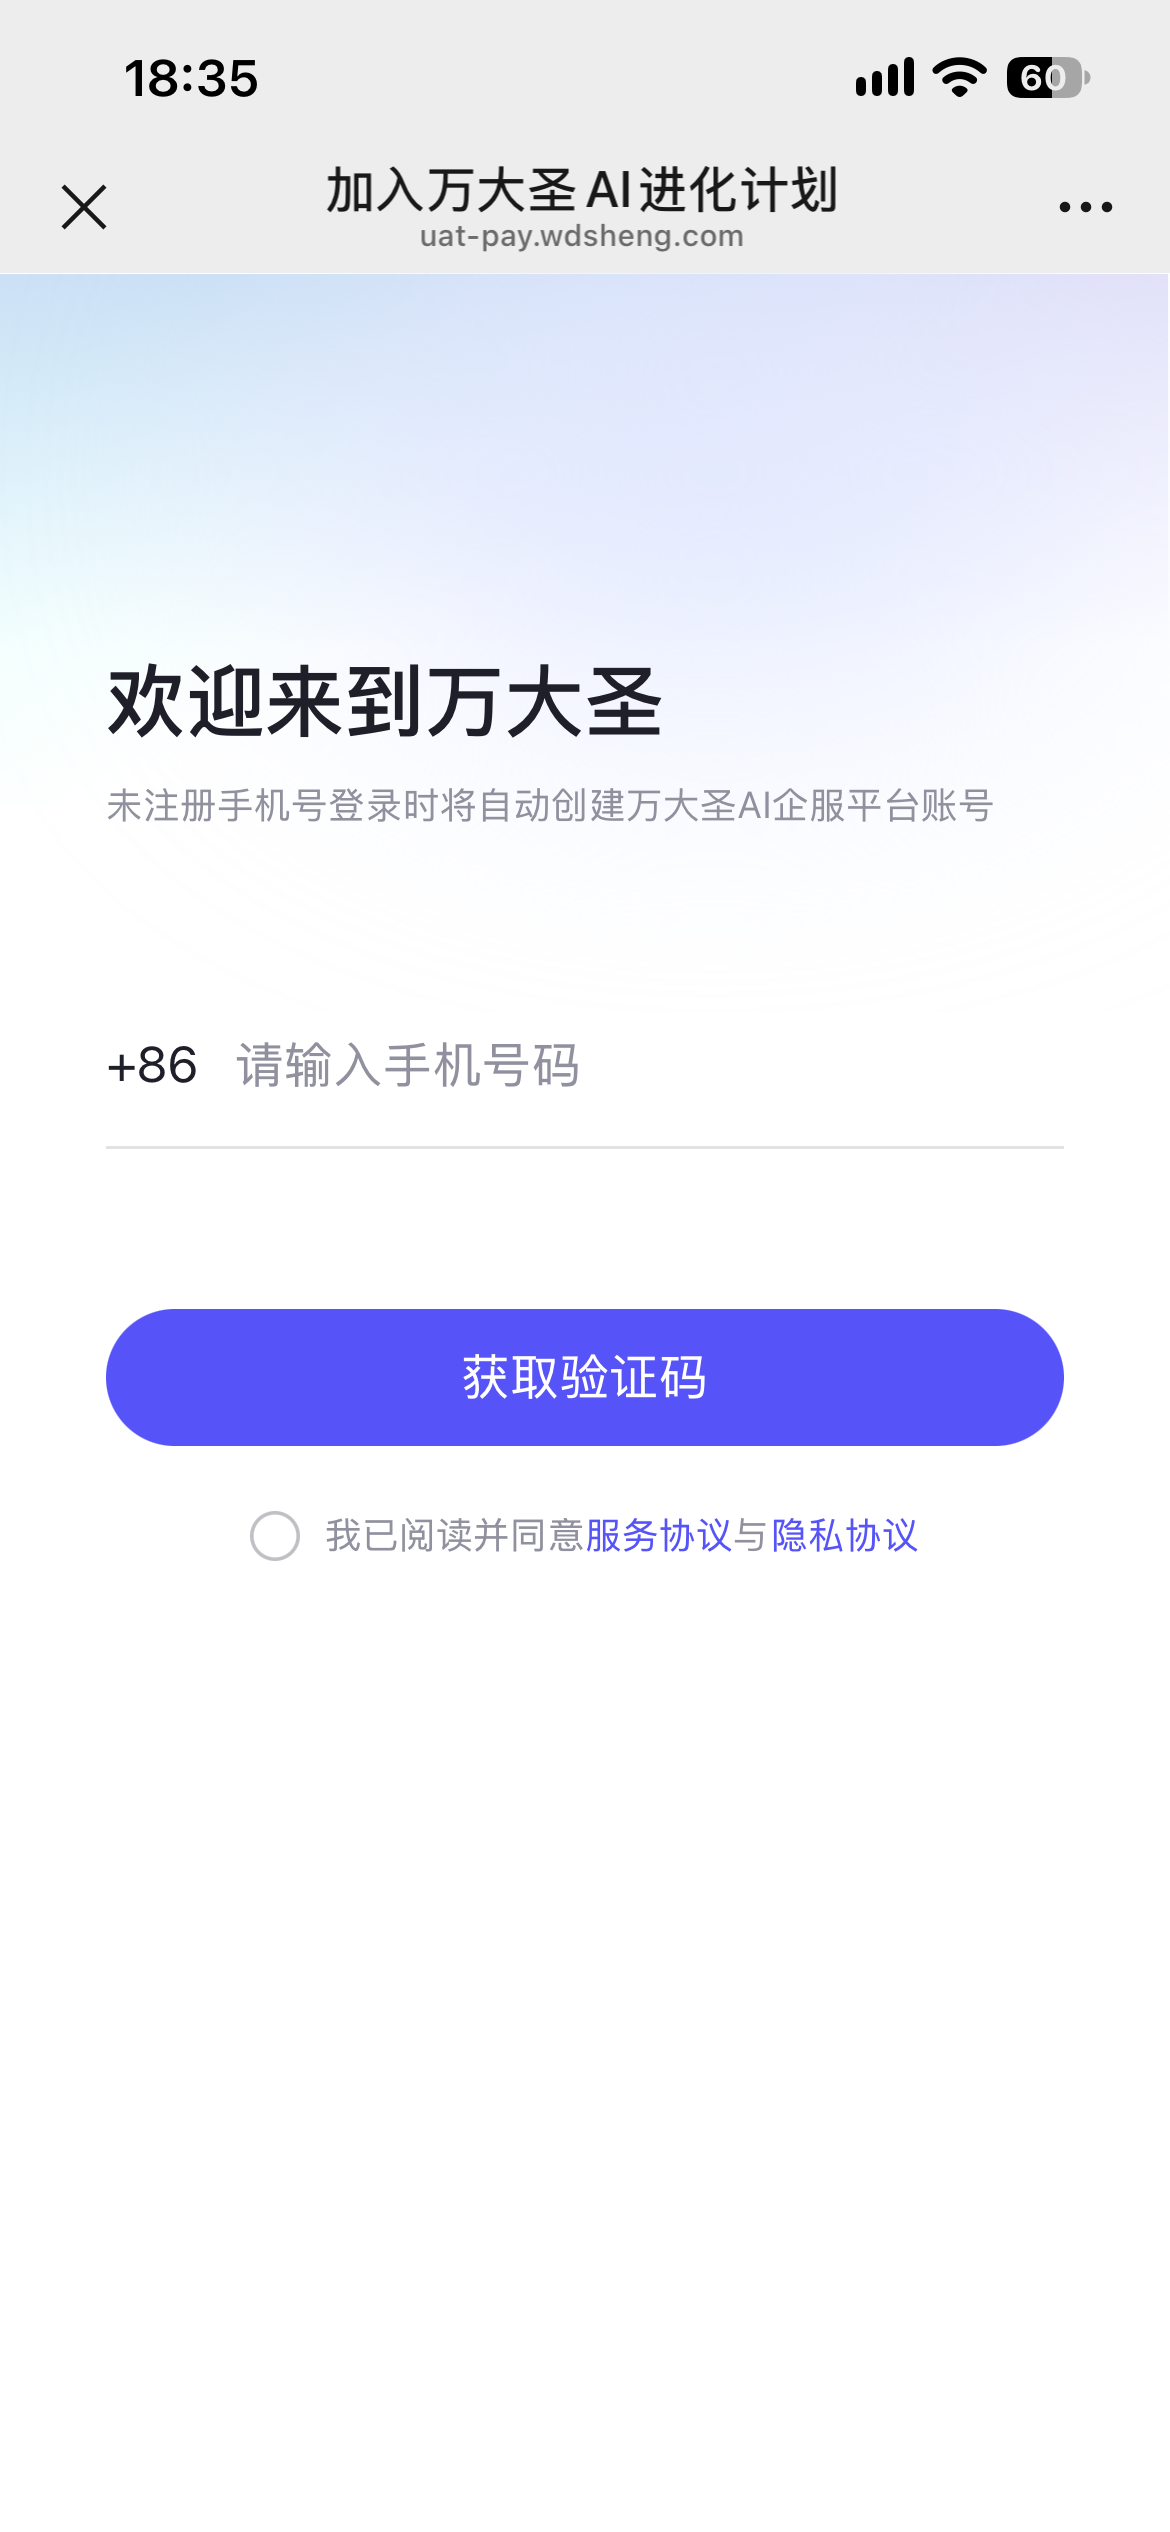 18:35
60
加入万大圣 AI 进化计划
uat-pay.wdsheng.com
欢迎来到万大圣
未注册手机号登录时将自动创建万大圣AI企服平台账号
+86 请输入手机号码
获取验证码
我已阅读并同意服务协议与隐私协议